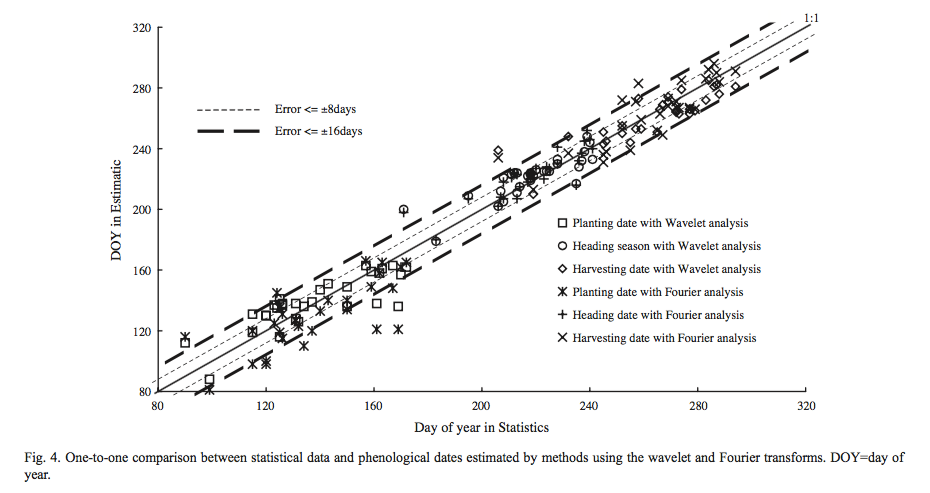 1:1
320
280
240
200
160
120
80
DOY in Estimatic
Error <= ±8days
Error <= ±16days
Planting date with Wavelet analysis
Heading season with Wavelet analysis
Harvesting date with Wavelet analysis
Planting date with Fourier analysis
Heading date with Fourier analysis
Harvesting date with Fourier analysis
80 120 160 200 240 280 320
Day of year in Statistics
Fig. 4. One-to-one comparison between statistical data and phenological dates estimated by methods using the wavelet and Fourier transforms. DOY=day of
year.